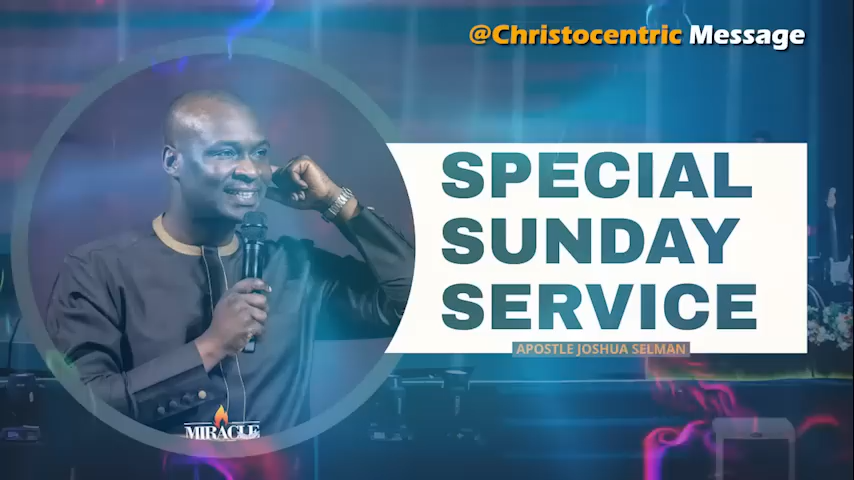 @Christocentric Message
SPECIAL
SUNDAY
SERVICE
APOSTLE JOSHUA SELMAN
MIRACLE